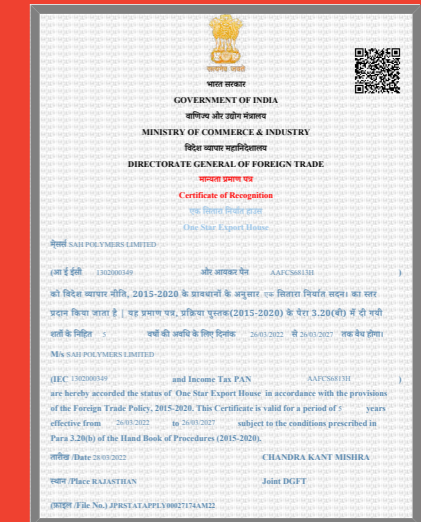 सत्यमेव जयते
भारत सरकार
GOVERNMENT OF INDIA
वाणिज्य और उद्योग मंत्रालय
MINISTRY OF COMMERCE & INDUSTRY
विदेश व्यापार महानिदेशालय
DIRECTORATE GENERAL OF FOREIGN TRADE
मान्यता प्रमाण पत्र
Certificate of Recognition
एक सितारा निर्यात हाउस
One Star Export House
मेसर्स SAH POLYMERS LIMITED
(आ ई ईसी 1302000349 और आयकर पेन AAFCS6813H )
को विदेश व्यापार नीति, 2015-2020 के प्रावधानों के अनुसार एक सितारा निर्यात सदन। का स्तर
प्रदान किया जाता है | यह प्रमाण पत्र, प्रक्रिया पुस्तक(2015-2020) के पेरा 3.20(बी) में दी गयी
शर्तो के निहित 5 वर्षो की अवधि के लिए दिनांक 26/03/2022 से 26/03/2027 तक वेध होगा।
M/s SAH POLYMERS LIMITED
(IEC 1302000349 and Income Tax PAN AAFCS6813H )
are hereby accorded the status of One Star Export House in accordance with the provisions
of the Foreign Trade Policy, 2015-2020. This Certificate is valid for a period of 5 years
effective from 26/03/2022 to 26/03/2027 subject to the conditions prescribed in
Para 3.20(b) of the Hand Book of Procedures (2015-2020).
तारीख /Date 28/03/2022 CHANDRA KANT MISHRA
स्थान /Place RAJASTHAN Joint DGFT
(फ़ाइल /File No.) JPRSTATAPPLY00027174AM22